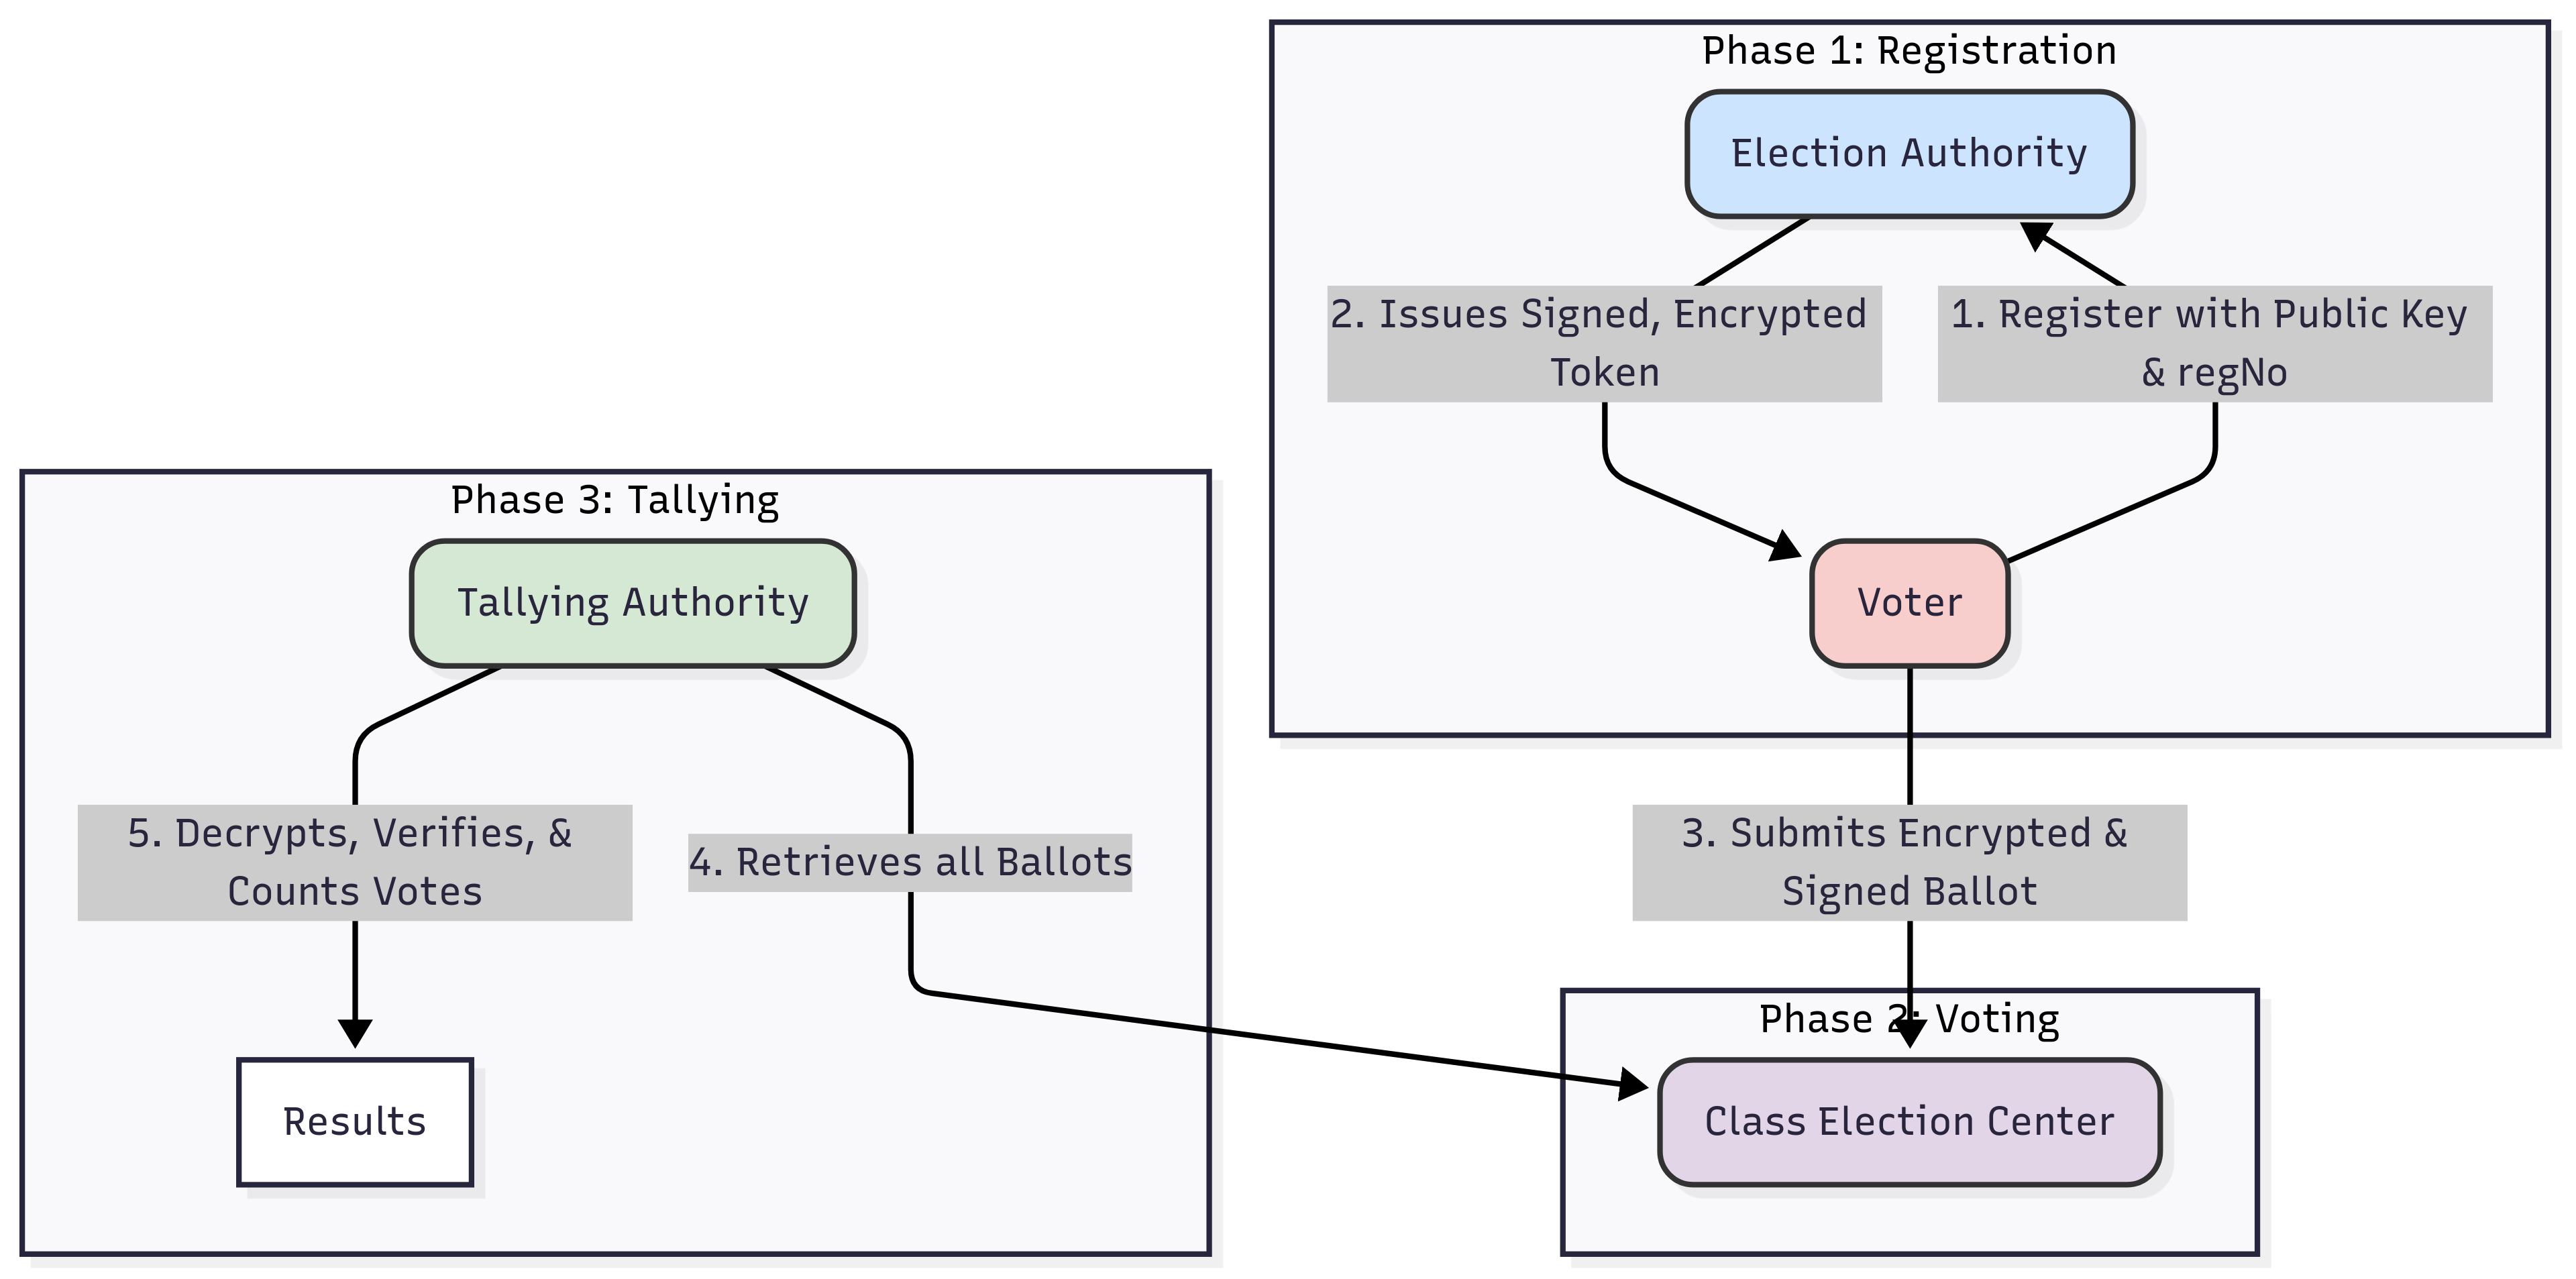 Phase 1: Registration
Election Authority
2. Issues Signed, Encrypted
Token
1. Register with Public Key
& regNo
Voter
Phase 3: Tallying
Tallying Authority
5. Decrypts, Verifies, &
Counts Votes
4. Retrieves all Ballots
3. Submits Encrypted &
Signed Ballot
Phase 2: Voting
Class Election Center
Results